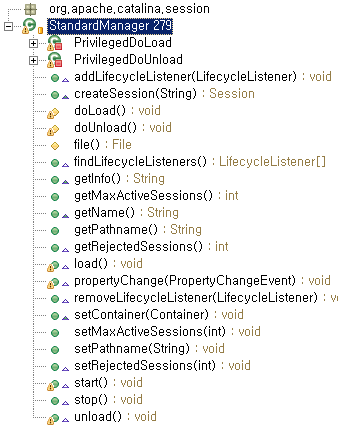 org.apache.catalina.session
StandardManager 279
PrivilegedDoLoad
PrivilegedDoUnload
addLifecycleListener(LifecycleListener) : void
createSession(String) : Session
doLoad() : void
doUnload() : void
file() : File
findLifecycleListeners() : LifecycleListener[]
getInfo() : String
getMaxActiveSessions() : int
getName() : String
getPathname() : String
getRejectedSessions() : int
load() : void
propertyChange(PropertyChangeEvent) : void
removeLifecycleListener(LifecycleListener) : v
setContainer(Container) : void
setMaxActiveSessions(int) : void
setPathname(String) : void
setRejectedSessions(int) : void
start() : void
stop() : void
unload() : void